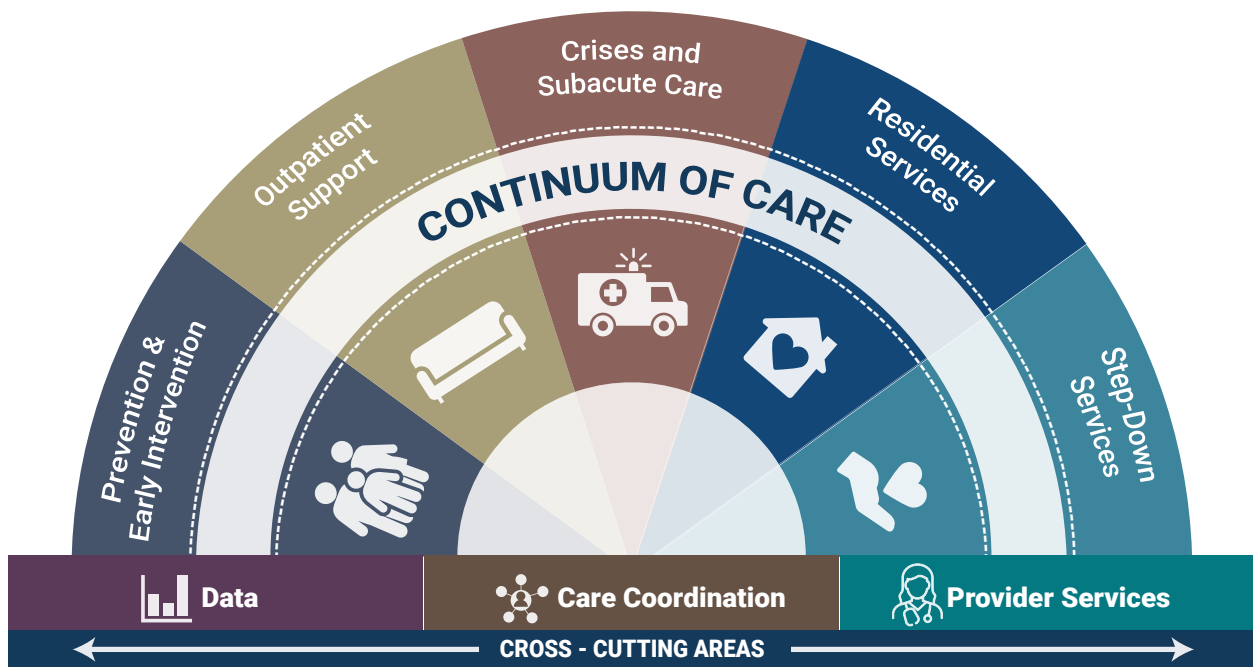 Crises and
Subacute Care
Outpatient
Support
Residential
Services
CONTINUUM OF CARE
Prevention &
Early Intervention
Step-Down
Services
Data
Care Coordination
Provider Services
CROSS - CUTTING AREAS